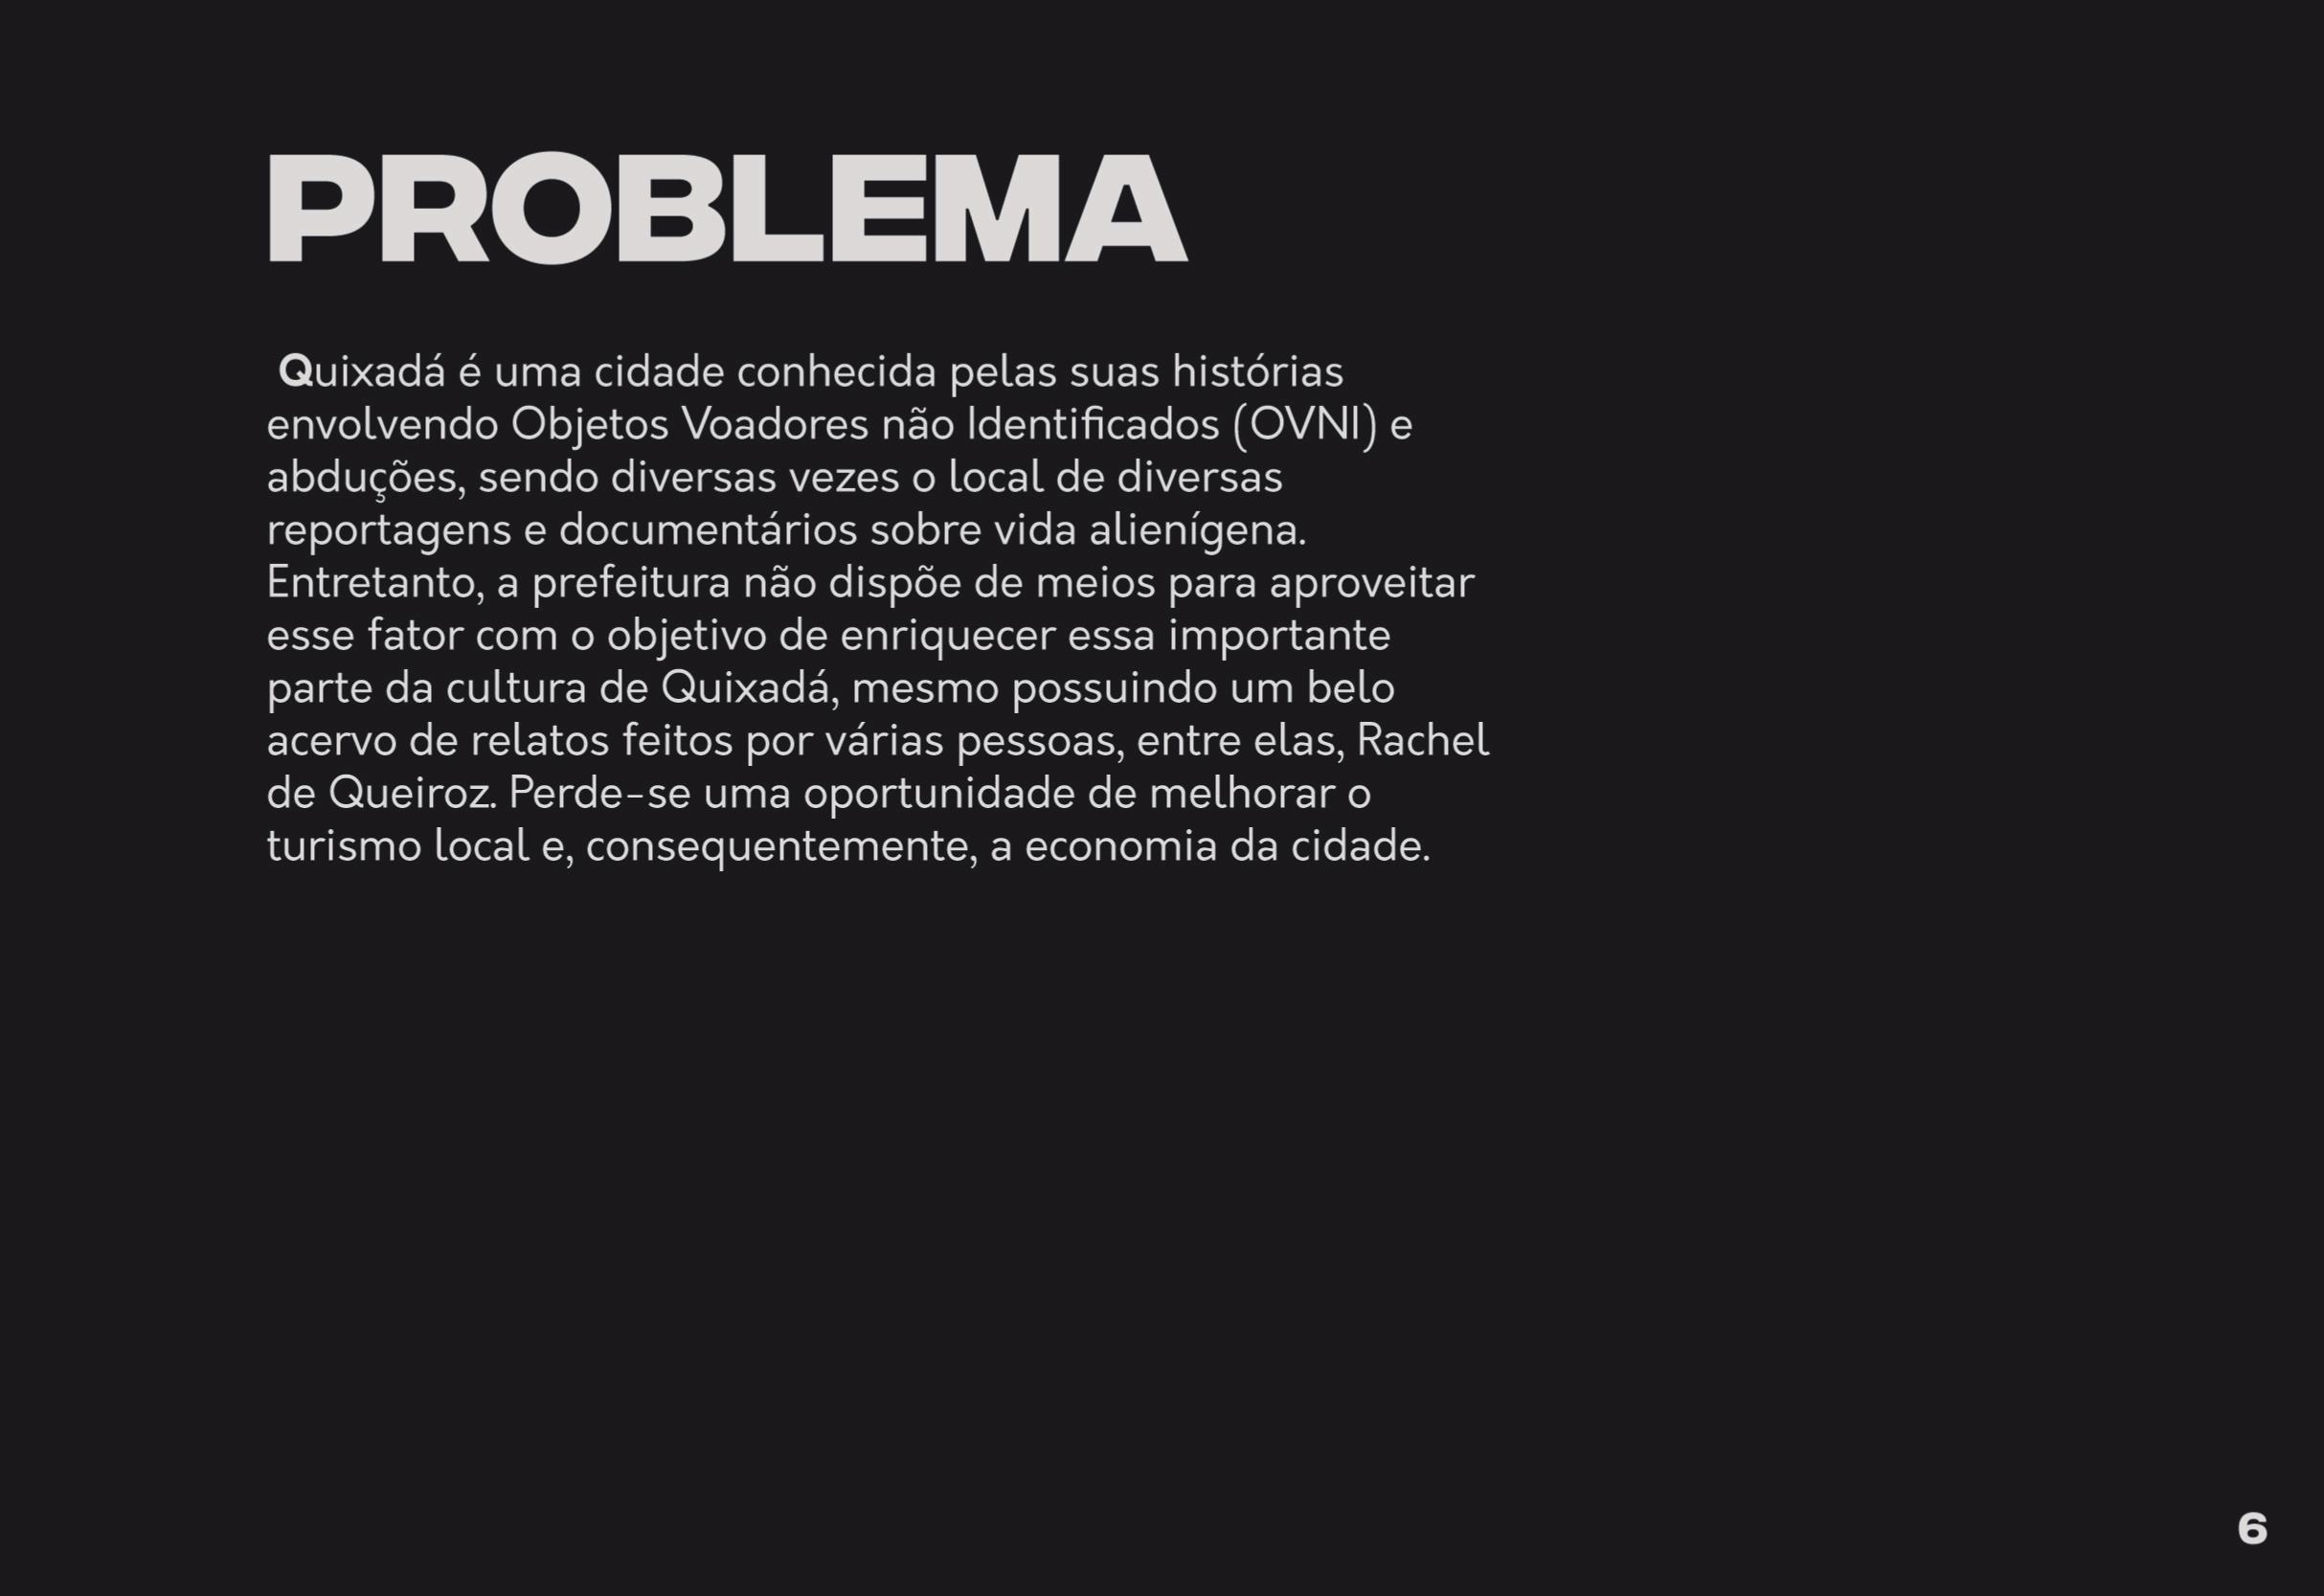 PROBLEMA
Quixadá é uma cidade conhecida pelas suas histórias
envolvendo Objetos Voadores não Identificados (OVNI) e
abduções, sendo diversas vezes o local de diversas
reportagens e documentários sobre vida alienígena.
Entretanto, a prefeitura não dispõe de meios para aproveitar
esse fator com o objetivo de enriquecer essa importante
parte da cultura de Quixadá, mesmo possuindo um belo
acervo de relatos feitos por várias pessoas, entre elas, Rachel
de Queiroz. Perde-se uma oportunidade de melhorar o
turismo local e, consequentemente, a economia da cidade.
6